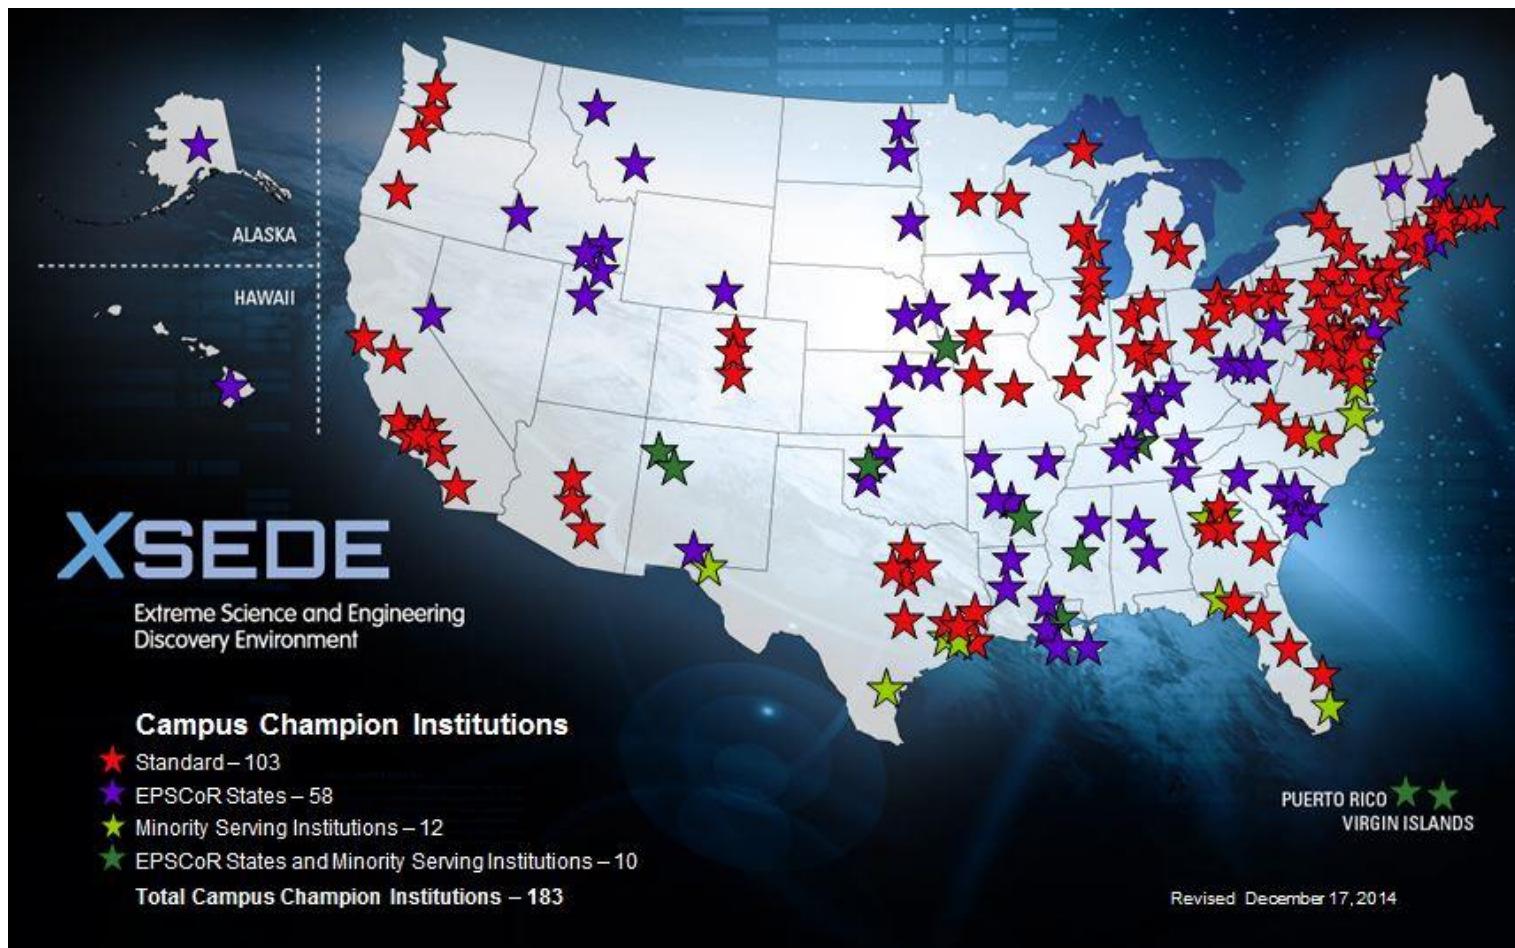 ALASKA
HAWAII
XSEDE
Extreme Science and Engineering
Discovery Environment
Campus Champion Institutions
Standard – 103
EPSCoR States – 58
Minority Serving Institutions – 12
EPSCoR States and Minority Serving Institutions – 10
Total Campus Champion Institutions – 183
PUERTO RICO
VIRGIN ISLANDS
Revised December 17, 2014